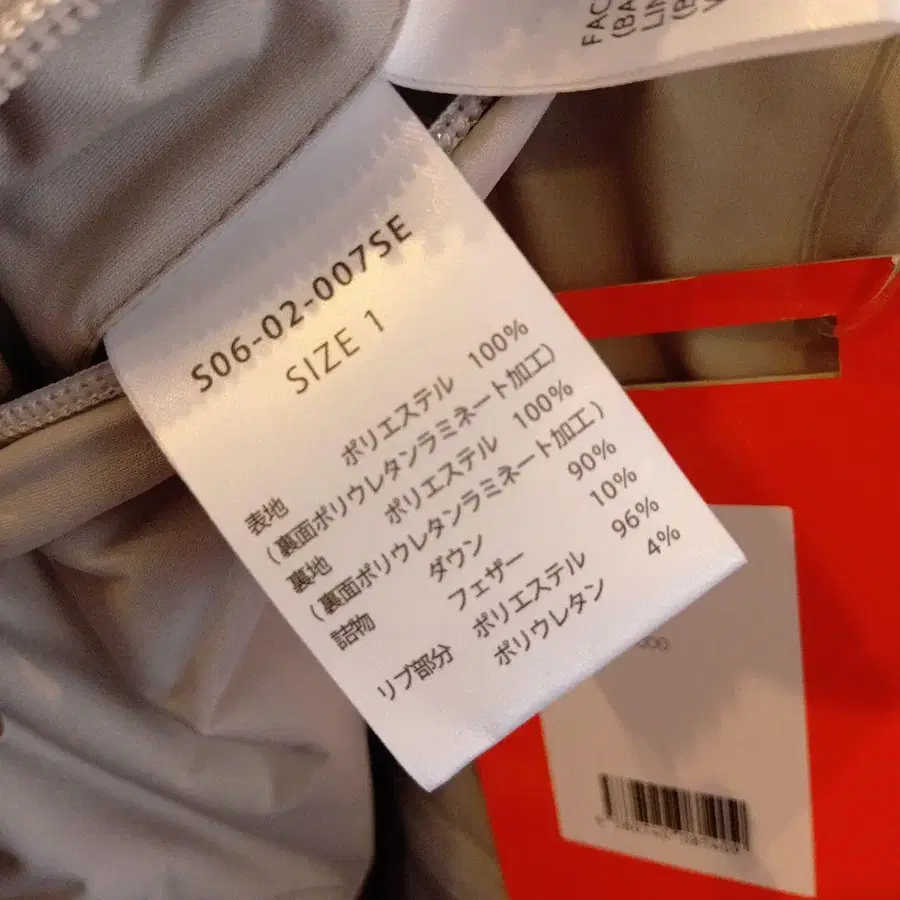 FAC
(BA
LIN
(B
S06-02-007SE
SIZE 1
表地 ポリエステル 100%
(裏面ポリウレタンラミネート加工)
裏地 ポリエステル 100%
(裏面ポリウレタンラミネート加工)
詰物 ダウン 90%
フェザー 10%
リブ部分 ポリエステル 96%
ポリウレタン 4%